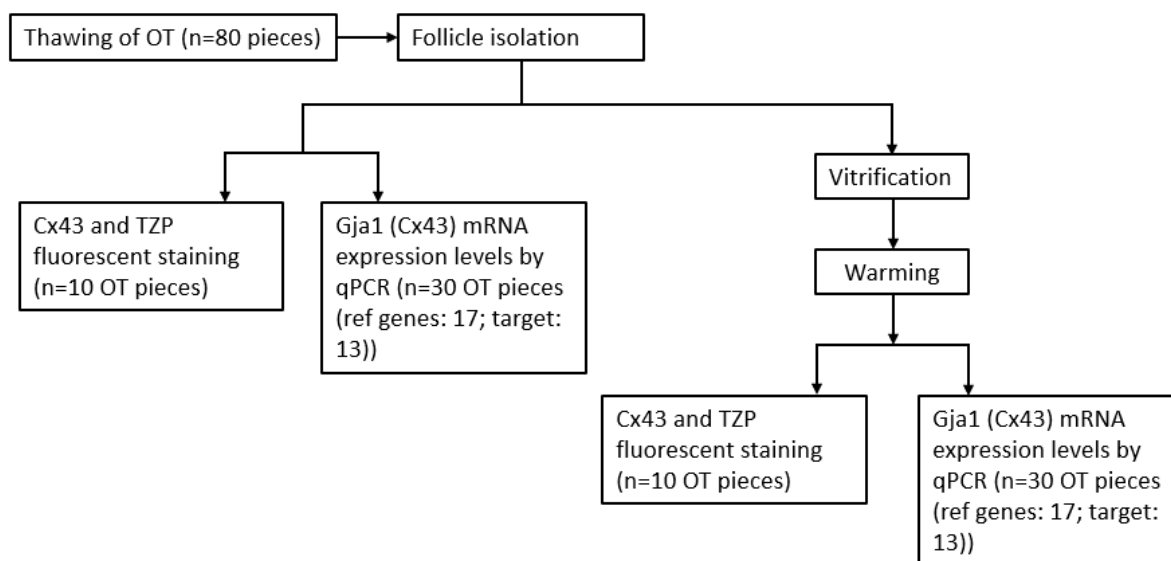 Thawing of OT (n=80 pieces)
Follicle isolation
Vitrification
Cx43 and TZP
fluorescent staining
(n=10 OT pieces)
Gja1 (Cx43) mRNA
expression levels by
qPCR (n=30 OT pieces
(ref genes: 17; target:
13))
Warming
Cx43 and TZP
fluorescent staining
(n=10 OT pieces)
Gja1 (Cx43) mRNA
expression levels by
qPCR (n=30 OT pieces
(ref genes: 17; target:
13))